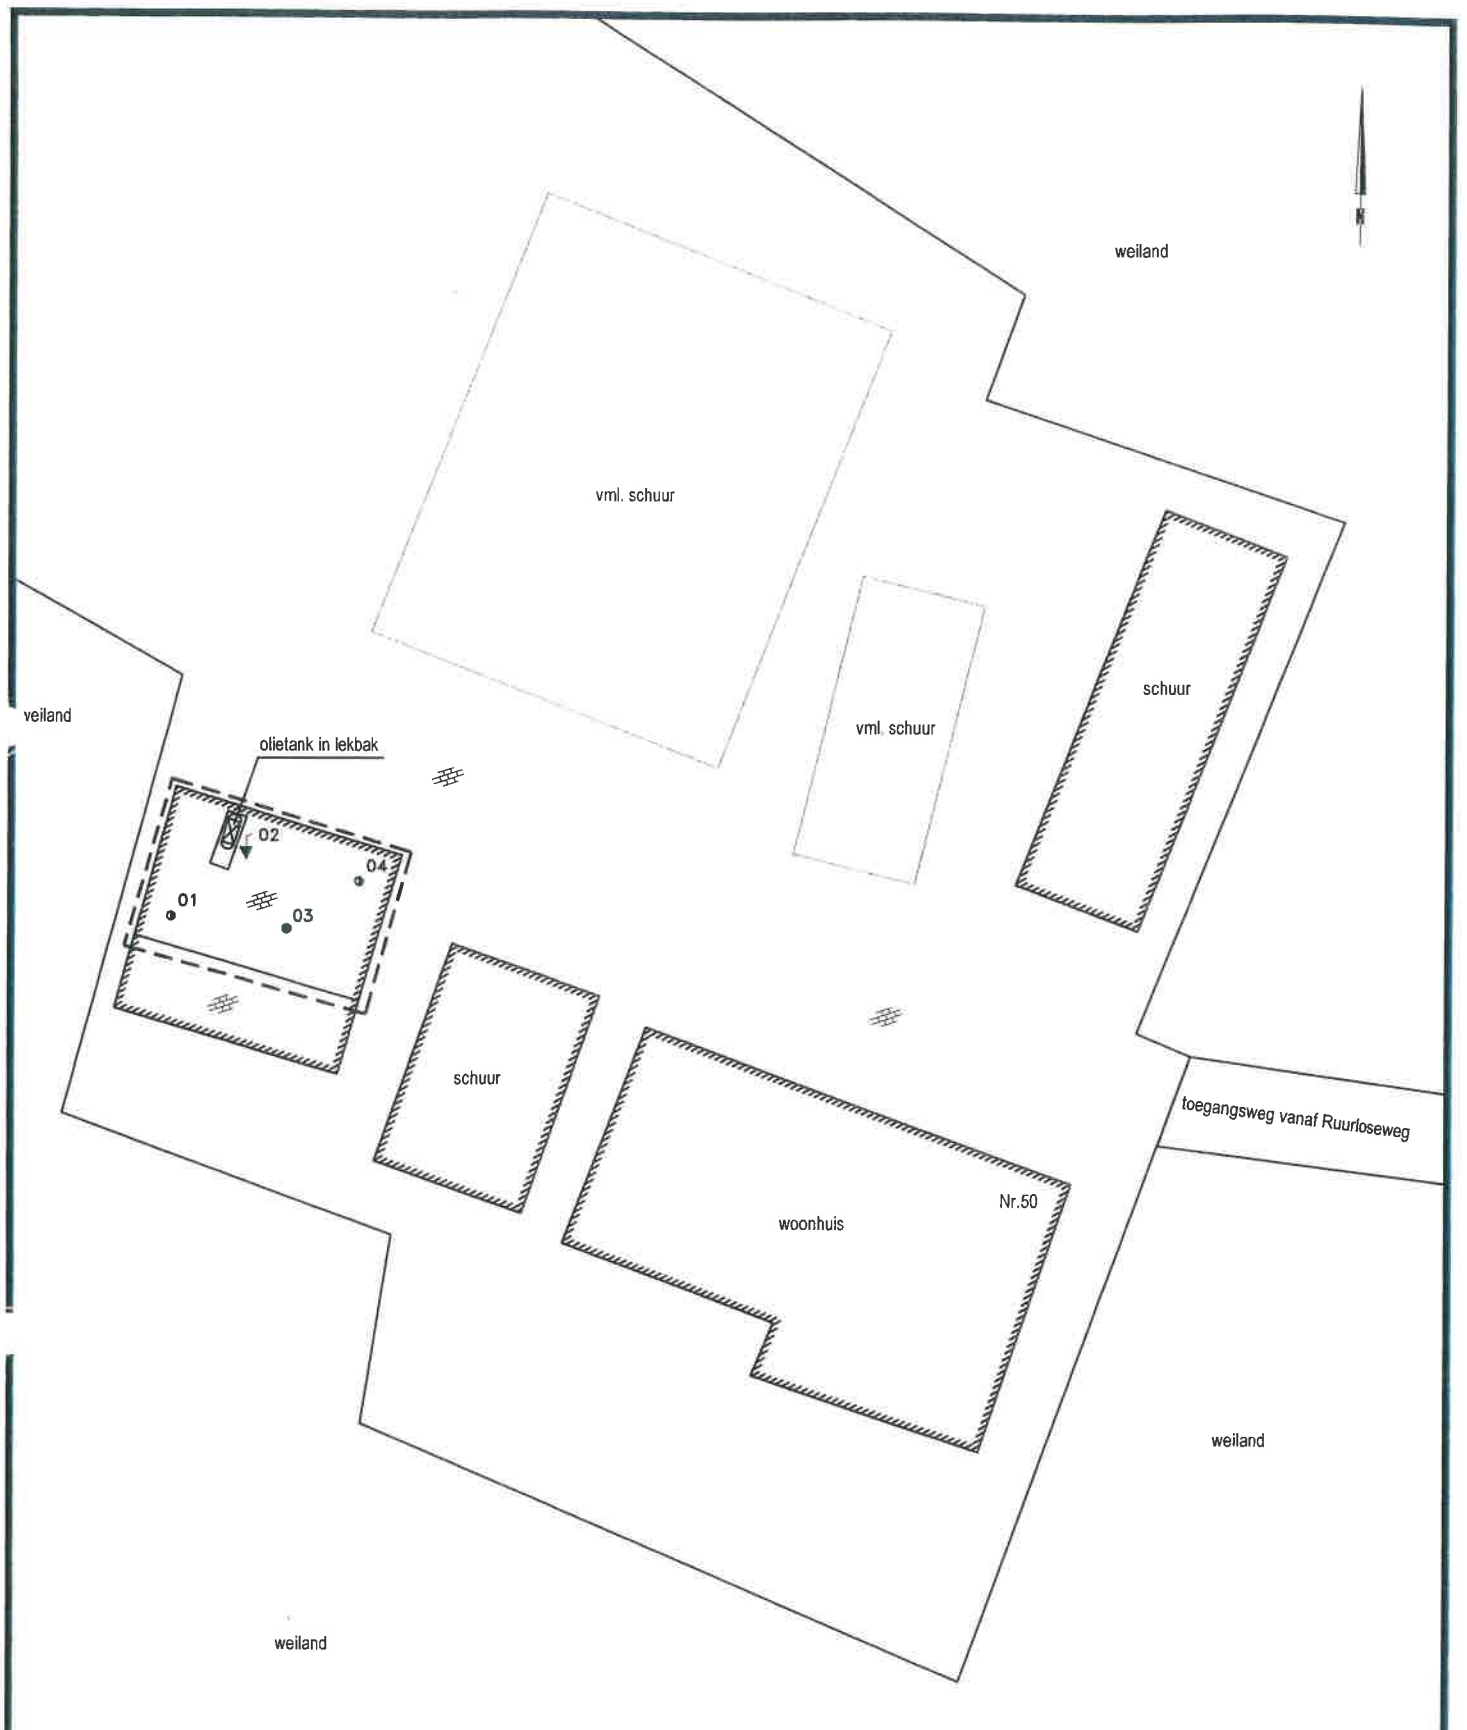 N
weiland
vml. schuur
schuur
veiland
vml. schuur
olietank in lekbak
02
04
01
03
schuur
toegangsweg vanaf Ruurloseweg
Nr.50
woonhuis
weiland
weiland